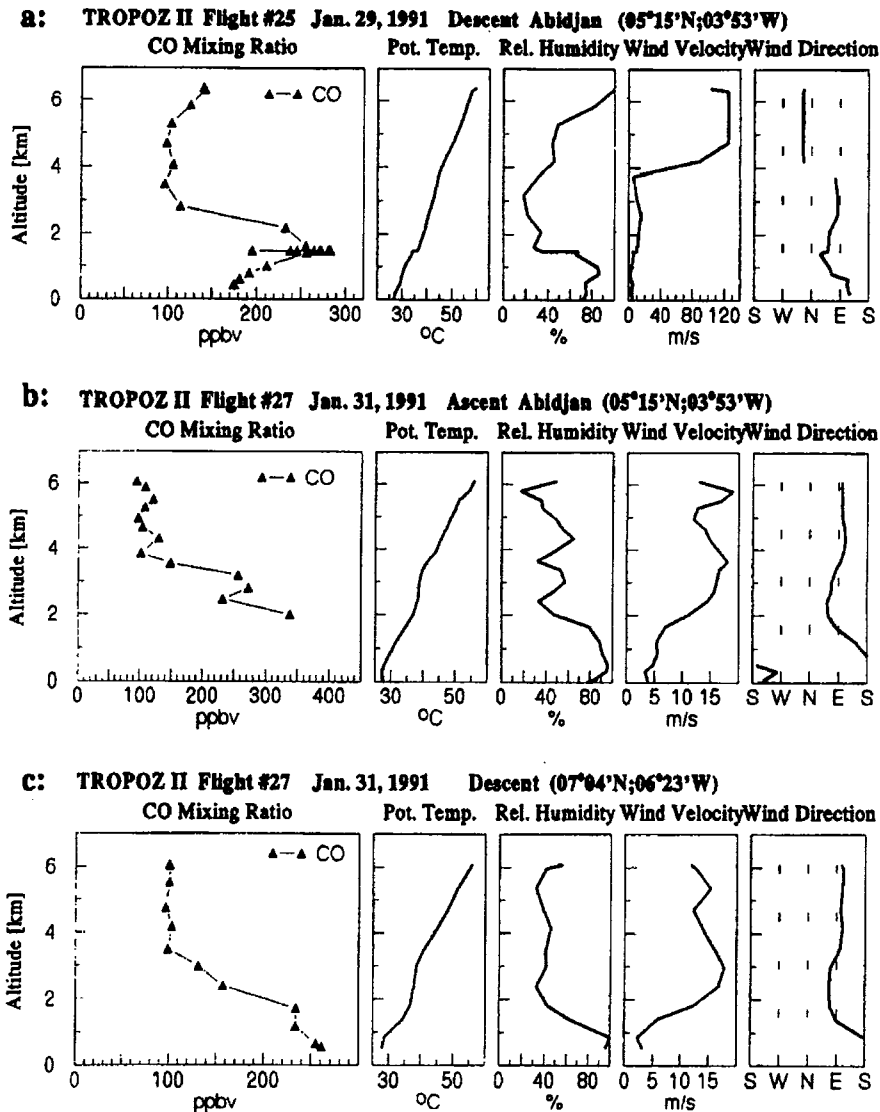 a: TROPOZ II Flight #25 Jan. 29, 1991 Descent Abidjan (05°15'N;03°53'W)
CO Mixing Ratio Pot. Temp. Rel. Humidity Wind Velocity Wind Direction
CO
6
4
2
0
Altitude [km]
0 100 200 300 30 50 40 80 0 40 80 120 S W N E S
ppbv °C % m/s
b: TROPOZ II Flight #27 Jan. 31, 1991 Ascent Abidjan (05°15'N;03°53'W)
CO Mixing Ratio Pot. Temp. Rel. Humidity Wind Velocity Wind Direction
CO
6
4
2
0
Altitude [km]
0 100 200 300 400 30 50 40 80 0 5 15 S W N E S
ppbv °C % m/s
c: TROPOZ II Flight #27 Jan. 31, 1991 Descent (07°04'N;06°23'W)
CO Mixing Ratio Pot. Temp. Rel. Humidity Wind Velocity Wind Direction
CO
6
4
2
0
Altitude [km]
0 100 200 30 50 0 40 80 0 5 15 S W N E S
ppbv °C % m/s